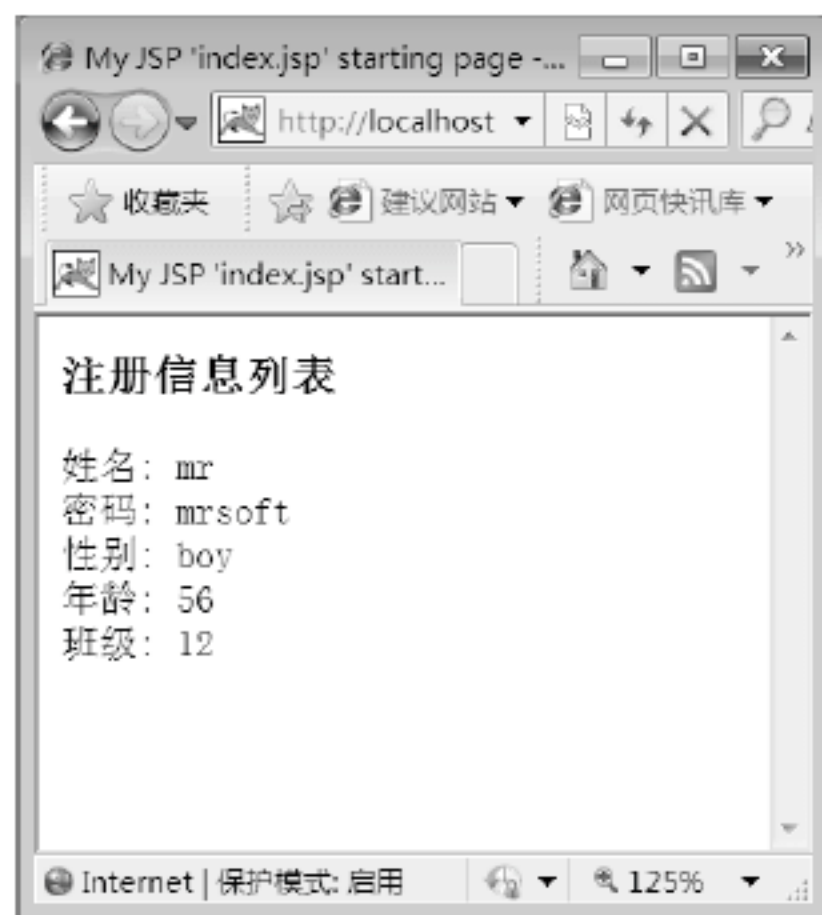 My JSP 'index.jsp' starting page -...
http://localhost
收藏夹 建议网站 网页快讯库
My JSP 'index.jsp' start...
注册信息列表
姓名: mr
密码: mrsoft
性别: boy
年龄: 56
班级: 12
Internet | 保护模式: 启用 125%